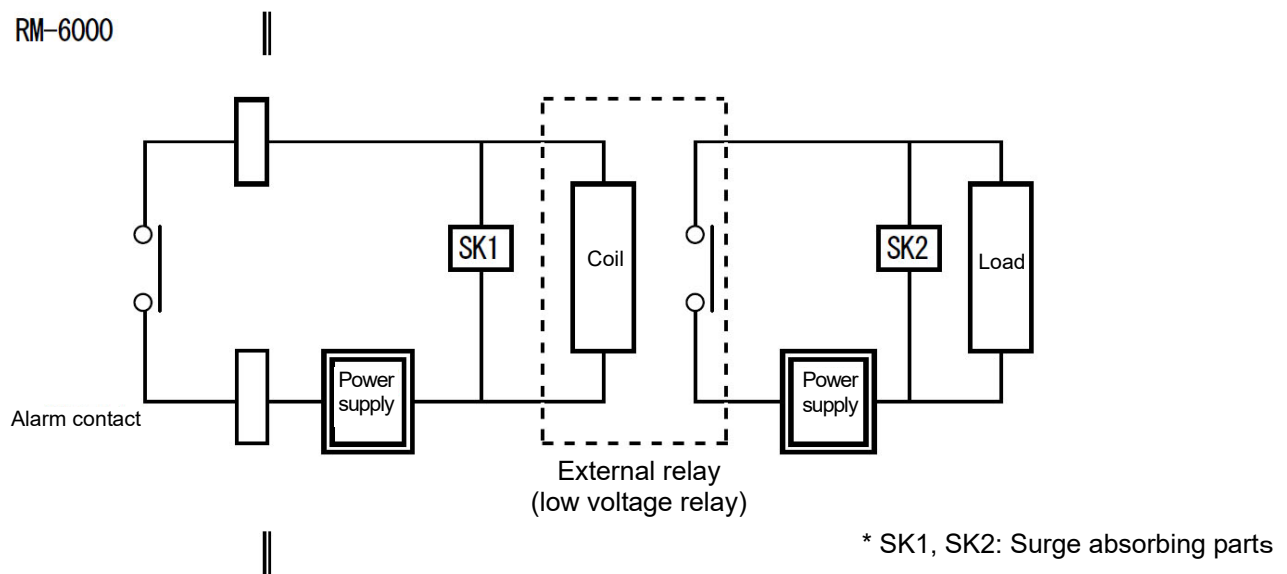 RM-6000
SK1
Coil
SK2
Load
Power
supply
Power
supply
Alarm contact
External relay
(low voltage relay)
* SK1, SK2: Surge absorbing parts